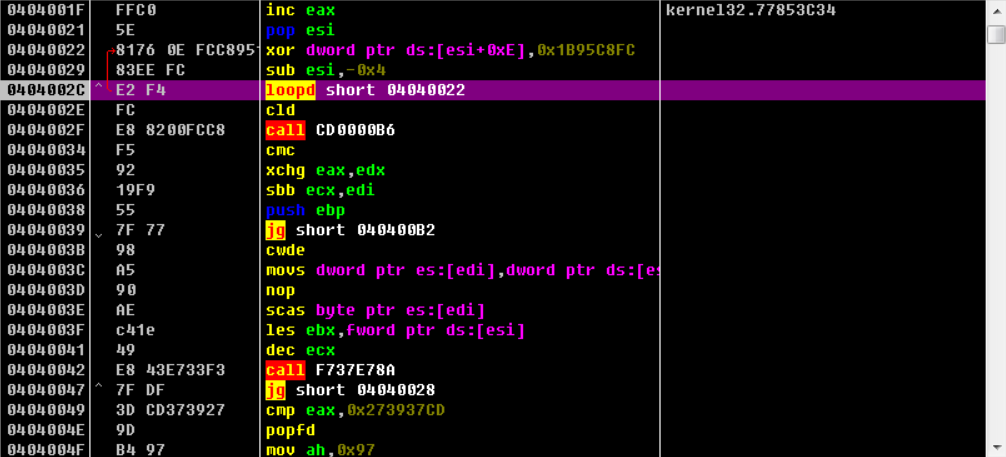 0404001F FFC0 inc eax kernel32.77853C34
04040021 5E pop esi
04040022 8176 0E FCC895 xor dword ptr ds:[esi+0xE],0x1B95C8FC
04040029 83EE FC sub esi,-0x4
0404002C ^ E2 F4 loopd short 04040022
0404002E FC cld
0404002F E8 8200FCC8 call CD0000B6
04040034 F5 cmc
04040035 92 xchg eax,edx
04040036 19F9 sbb ecx,edi
04040038 55 push ebp
04040039 7F 77 jg short 040400B2
0404003B 98 cwde
0404003C A5 movs dword ptr es:[edi],dword ptr ds:[es
0404003D 90 nop
0404003E AE scas byte ptr es:[edi]
0404003F c41e les ebx,fword ptr ds:[esi]
04040041 49 dec ecx
04040042 E8 43E733F3 call F737E78A
04040047 ^ 7F DF jg short 04040028
04040049 3D CD373927 cmp eax,0x273937CD
0404004E 9D popfd
0404004F B4 97 mov ah,0x97